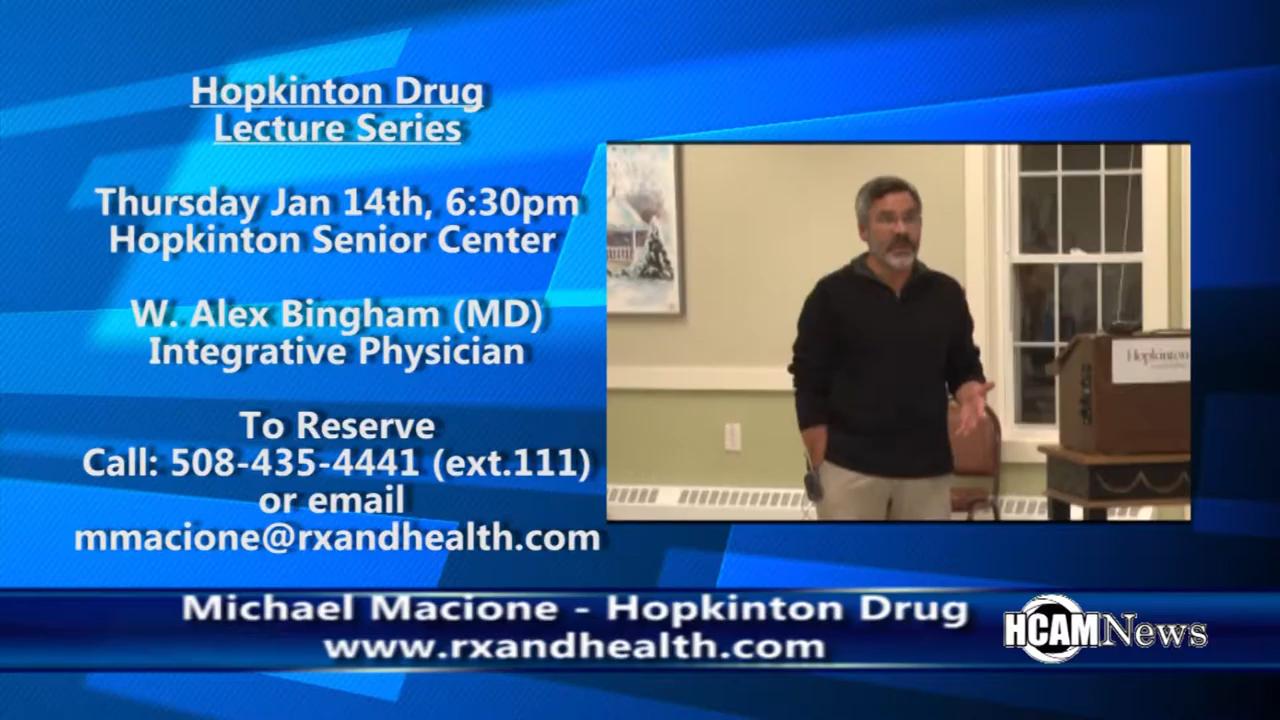 Hopkinton Drug
Lecture Series
Thursday Jan 14th, 6:30pm
Hopkinton Senior Center
W. Alex Bingham (MD)
Integrative Physician
To Reserve
Call: 508-435-4441 (ext.111)
or email
mmacione@rxandhealth.com
Hopkinton
Michael Macione - Hopkinton Drug
www.rxandhealth.com
HCAMNews